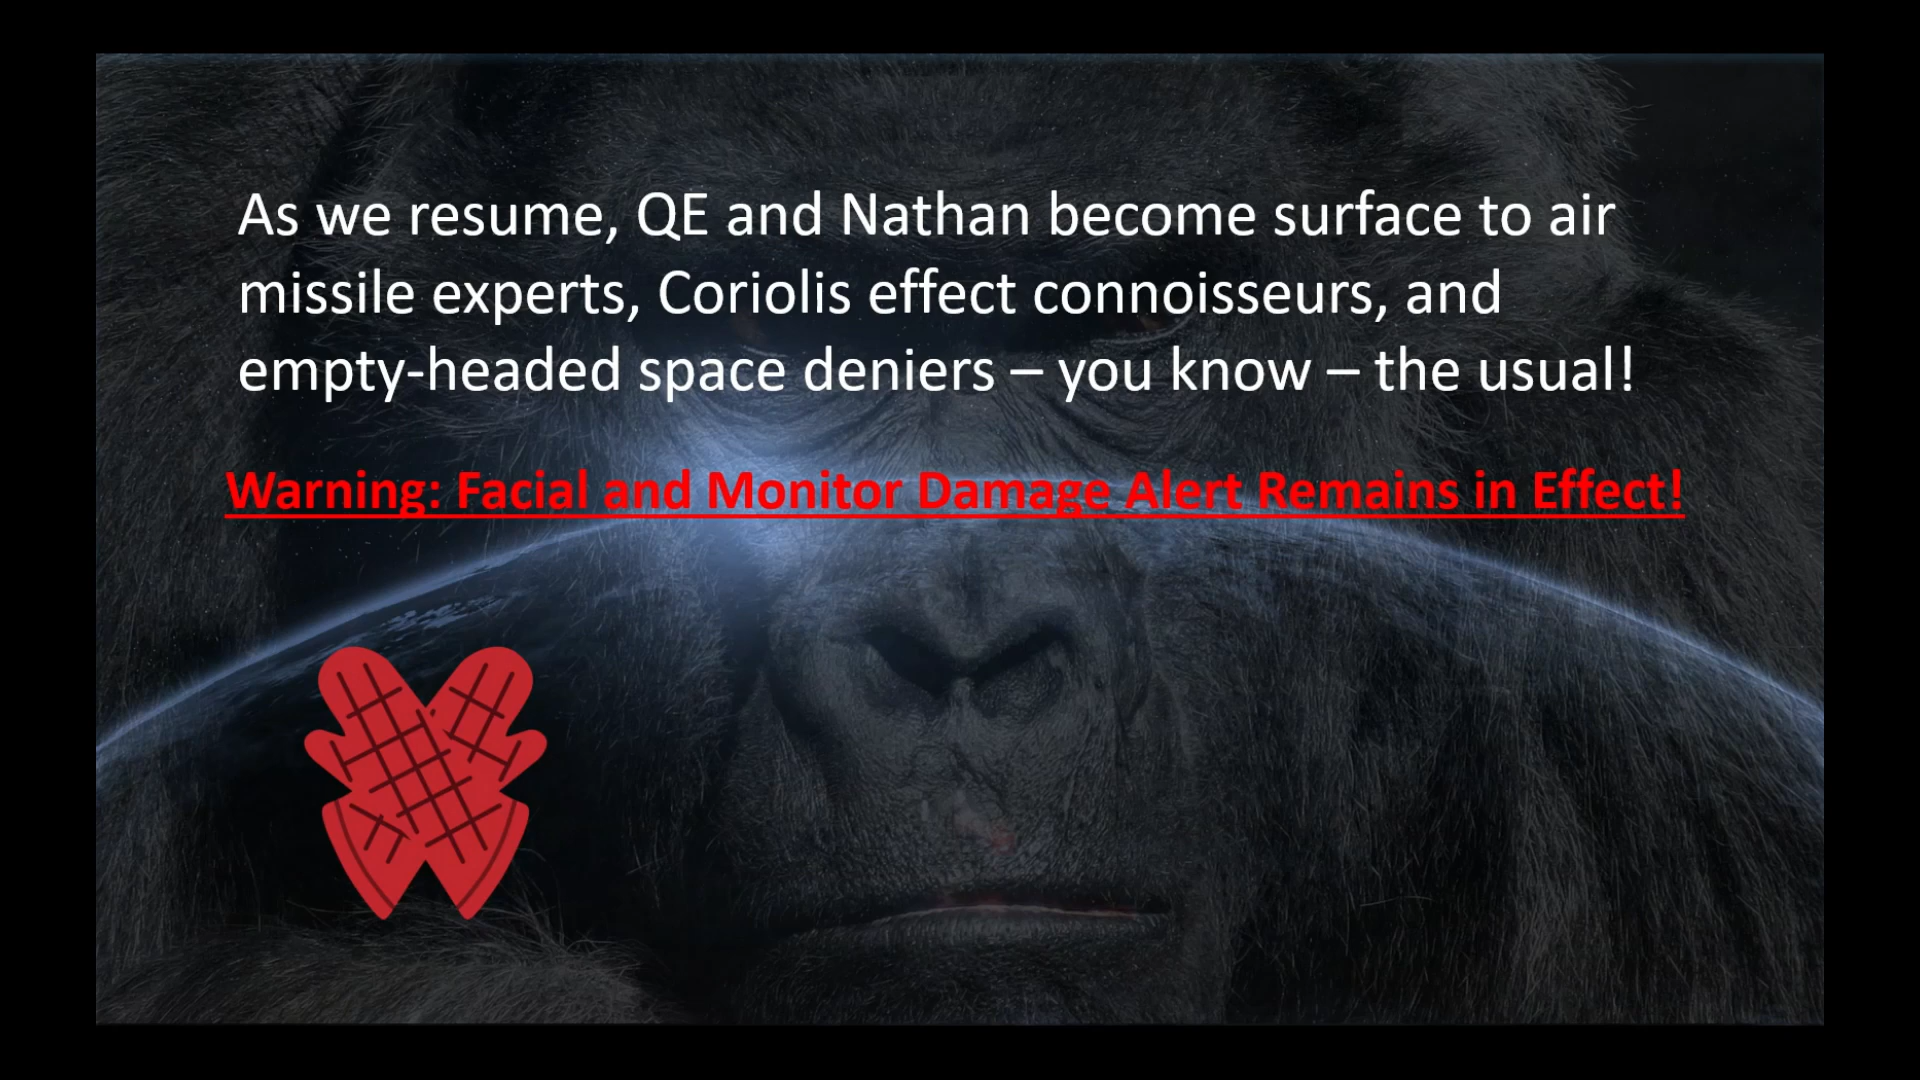 As we resume, QE and Nathan become surface to air
missile experts, Coriolis effect connoisseurs, and
empty-headed space deniers – you know – the usual!
Warning: Facial and Monitor Damage Alert Remains in Effect!